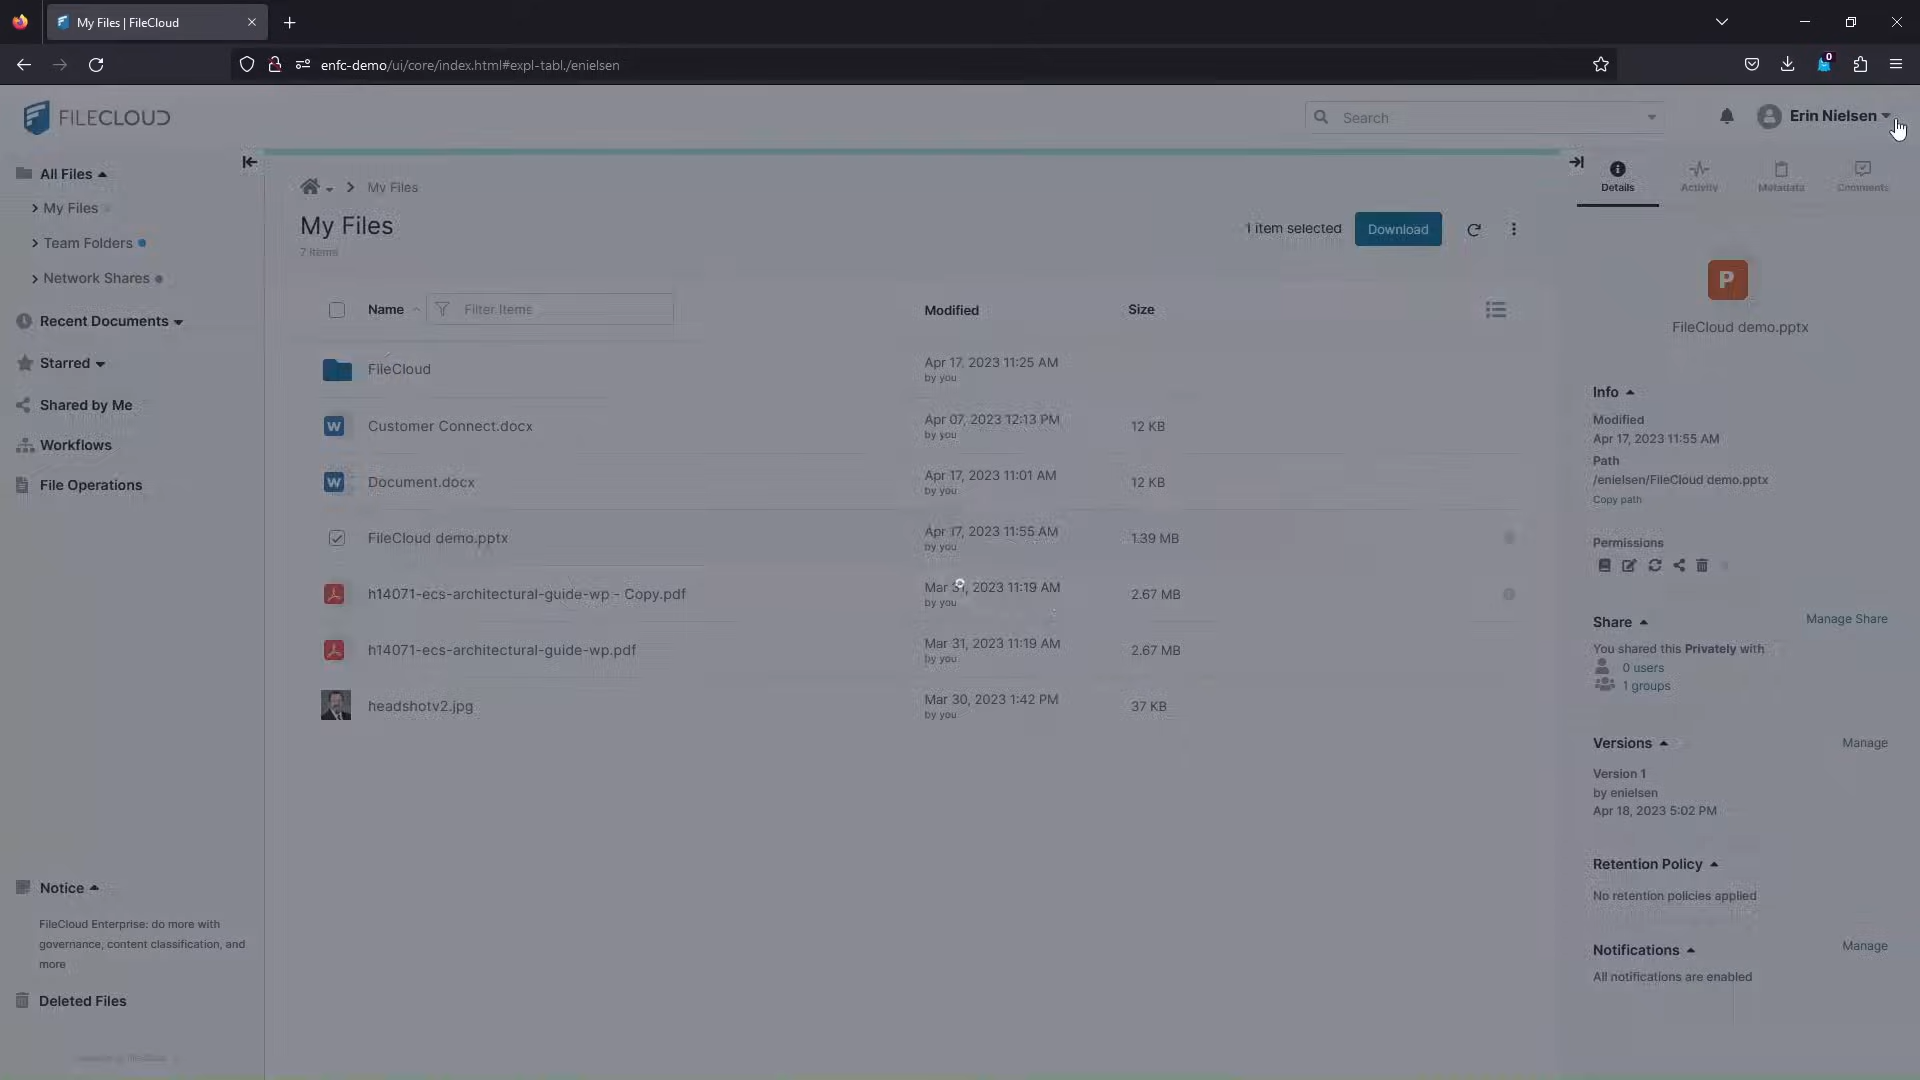 My Files | FileCloud
enfc-demo/ui/core/index.html#expl-tabl./enielsen
0
FILECLOUD
Search
Erin Nielsen
All Files
My Files
Team Folders
Network Shares
Recent Documents
Starred
Shared by Me
Workflows
File Operations
Notice
FileCloud Enterprise: do more with
governance, content classification, and
more
Deleted Files
My Files
My Files
7 Items
1 item selected
Download
Name
Filter Items
Modified
Size
FileCloud
Apr 17, 2023 11:25 AM
by you
Customer Connect.docx
Apr 07, 2023 12:13 PM
by you
12 KB
Document.docx
Apr 17, 2023 11:01 AM
by you
12 KB
FileCloud demo.pptx
Apr 17, 2023 11:55 AM
by you
1.39 MB
h14071-ecs-architectural-guide-wp - Copy.pdf
Mar 31, 2023 11:19 AM
by you
2.67 MB
h14071-ecs-architectural-guide-wp.pdf
Mar 31, 2023 11:19 AM
by you
2.67 MB
headshotv2.jpg
Mar 30, 2023 1:42 PM
by you
37 KB
Details
Activity
Metadata
Comments
P
FileCloud demo.pptx
Info
Modified
Apr 17, 2023 11:55 AM
Path
/enielsen/FileCloud demo.pptx
Copy path
Permissions
Share
Manage Share
You shared this Privately with
0 users
1 groups
Versions
Manage
Version 1
by enielsen
Apr 18, 2023 5:02 PM
Retention Policy
No retention policies applied
Notifications
Manage
All notifications are enabled